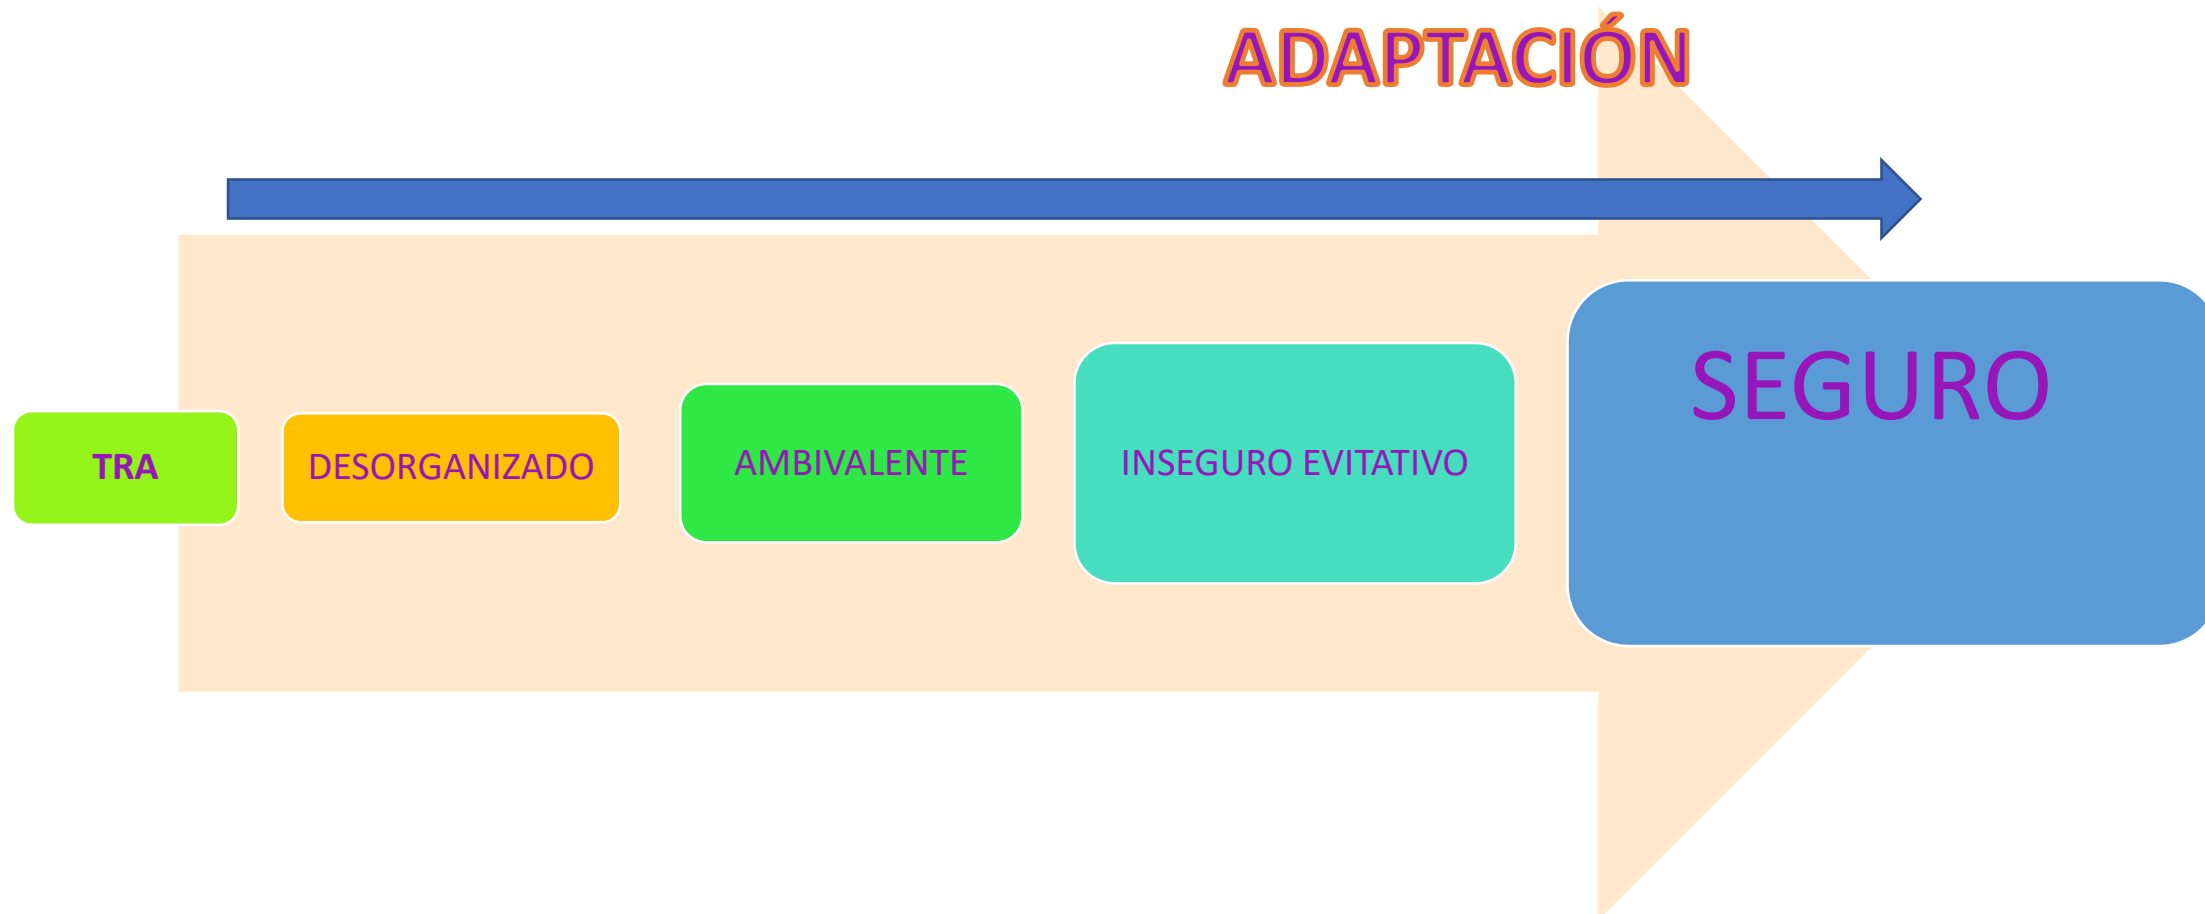 ADAPTACIÓN
TRA
DESORGANIZADO
AMBIVALENTE
INSEGURO EVITATIVO
SEGURO